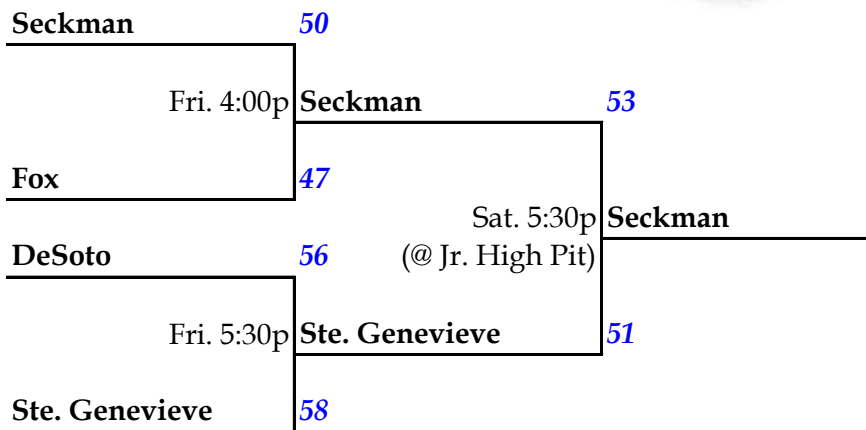 Seckman 50
Fri. 4:00p Seckman 53
Fox 47
Sat. 5:30p Seckman
DeSoto 56 (@ Jr. High Pit)
Fri. 5:30p Ste. Genevieve 51
Ste. Genevieve 58